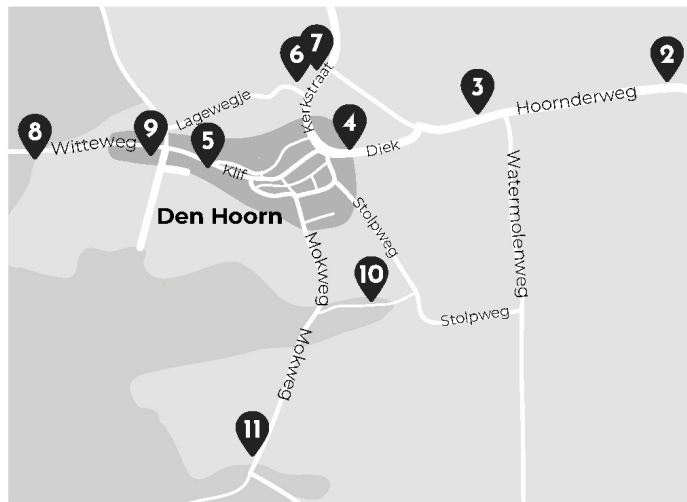 7
6
2
3
Hoornderweg
Lagewegje
Kerkstraat
4
Diek
8
Witteweg
9
5
Klif
Watermolenweg
Den Hoorn
Stolpweg
Mokweg
10
Stolpweg
Mokweg
11